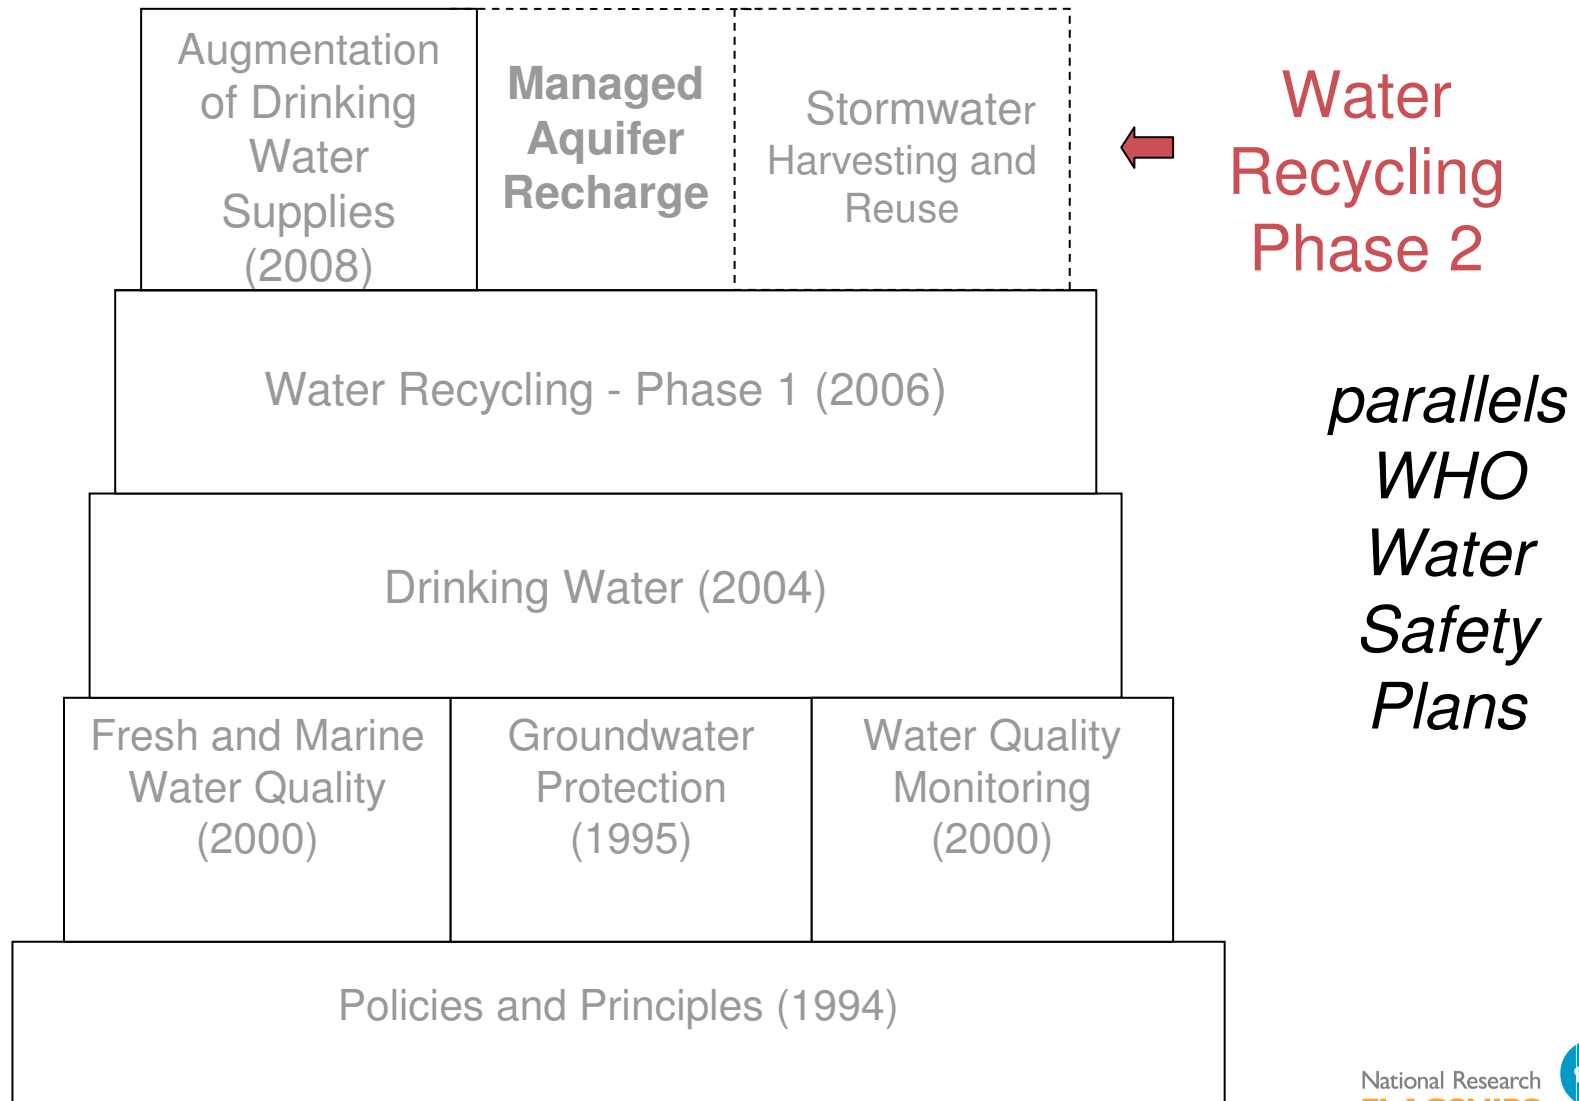 Augmentation
of Drinking
Water
Supplies
(2008)
Managed
Aquifer
Recharge
Stormwater
Harvesting and
Reuse
Water
Recycling
Phase 2
Water Recycling - Phase 1 (2006)
parallels
WHO
Water
Safety
Plans
Drinking Water (2004)
Fresh and Marine
Water Quality
(2000)
Groundwater
Protection
(1995)
Water Quality
Monitoring
(2000)
Policies and Principles (1994)
National Research
FLAGSHIPS